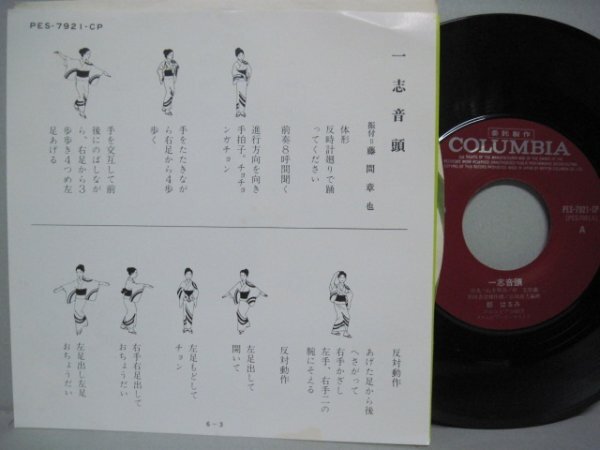 PES-7921-CP
一志音頭
振付=藤間章也
体形
反時計廻りで踊
ってください
前奏8呼間聞く
進行方向を向き
手拍子。チョチョ
ンガチョン
手をたたきなが
ら右足から4歩
歩く
手を交互して前
後にのばしなが
ら、右足から3
歩歩き4つめ左
足あげる
反対動作
あげた足から後
へさがって
右手かざし
左手、右手二の
腕にそえる
反対動作
左足出して
開いて
左足もどして
チョン
右手右足出して
おちょうだい
左足出し左足
おちょうだい
6-3
委託製作
COLUMBIA
PES-7921-CP
A
一志音頭
都はるみ